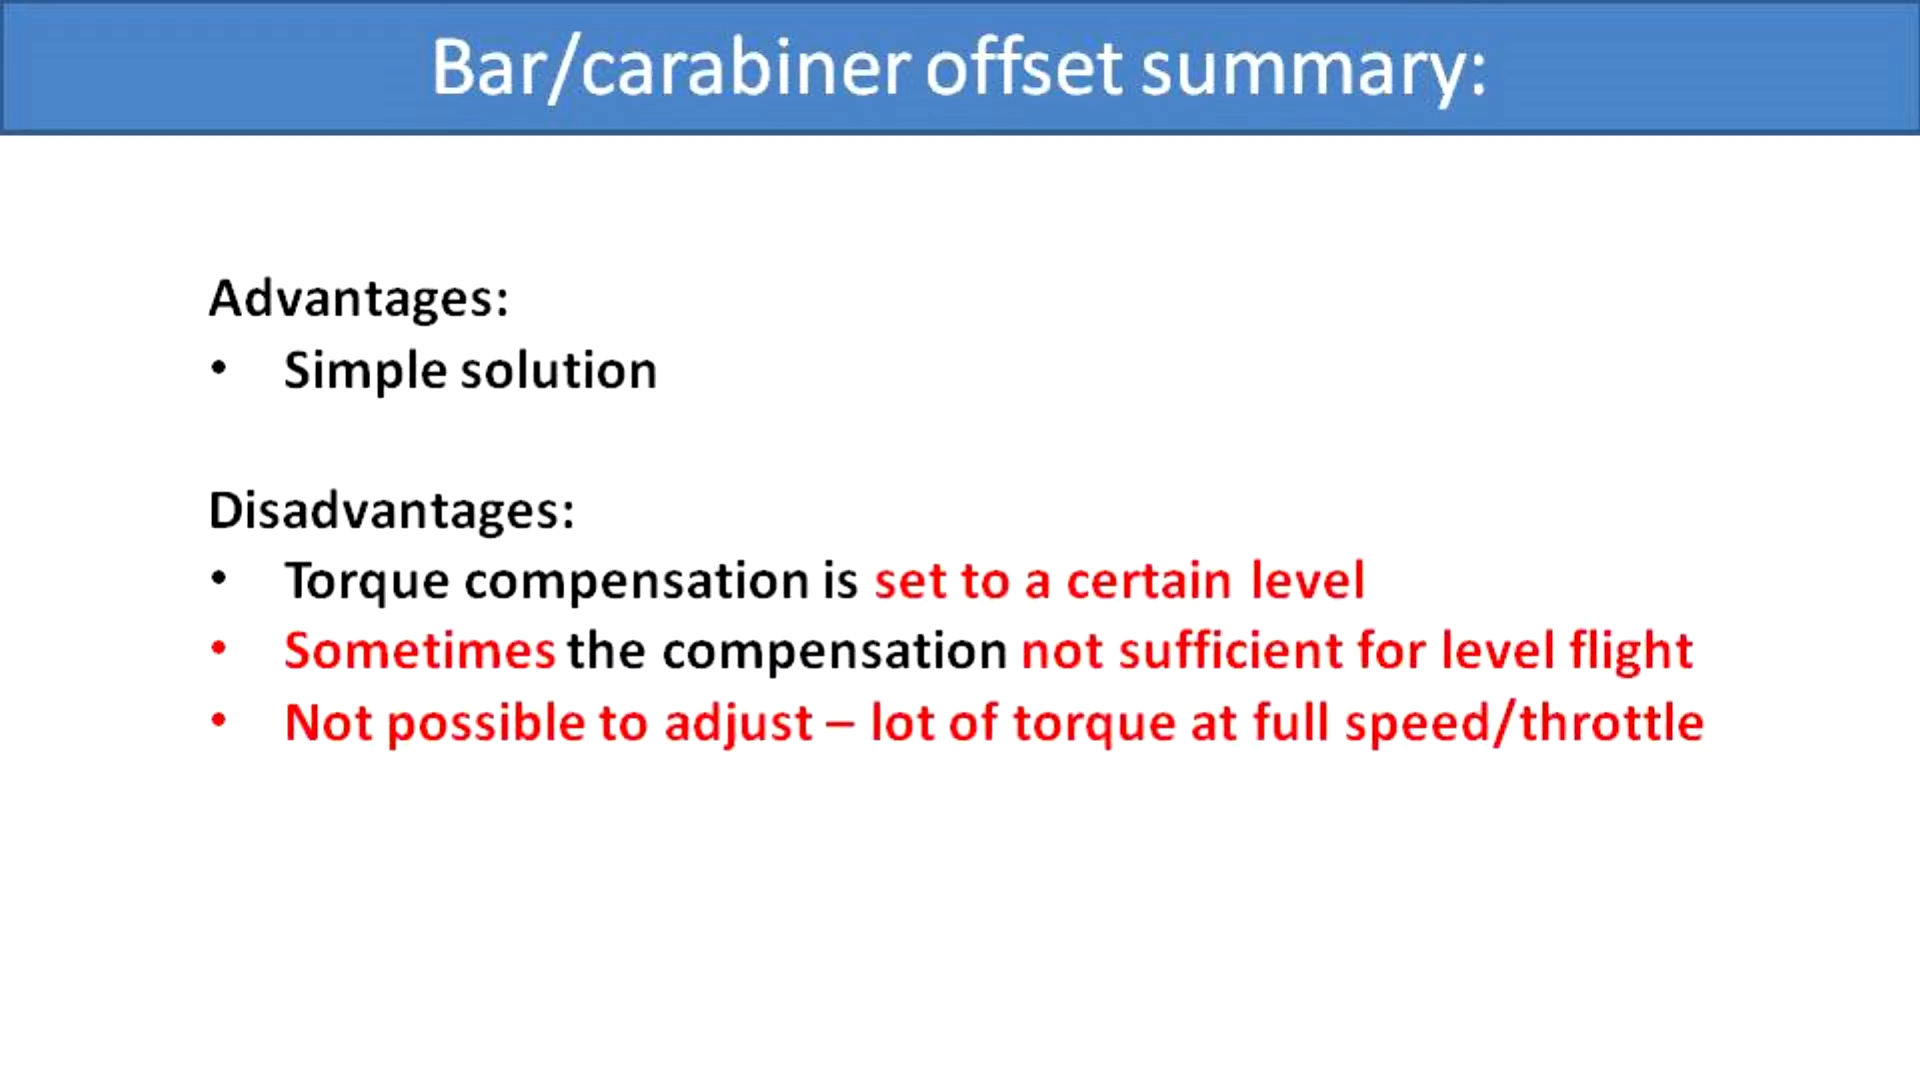 Bar/carabiner offset summary:
Advantages:
• Simple solution
Disadvantages:
• Torque compensation is set to a certain level
• Sometimes the compensation not sufficient for level flight
• Not possible to adjust – lot of torque at full speed/throttle